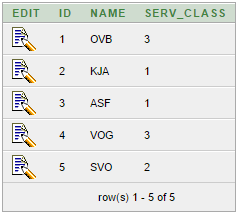 EDIT ID NAME SERV_CLASS
1 OVB 3
2 KJA 1
3 ASF 1
4 VOG 3
5 SVO 2
row(s) 1 - 5 of 5